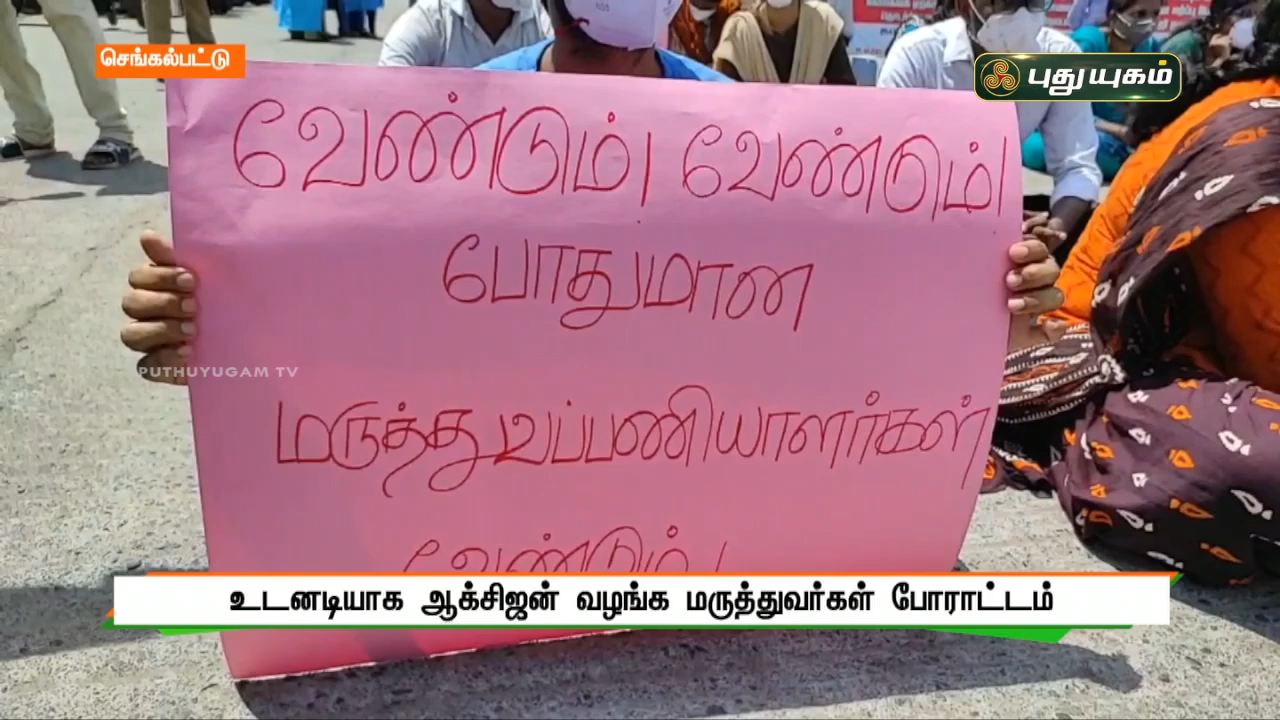 செங்கல்பட்டு
புதுயுகம்
வேண்டும்! வேண்டும்!
போதுமான
PUTHUYUGAM TV
மருத்துவப்பணியாளர்கள்
வேண்டும்!
உடனடியாக ஆக்சிஜன் வழங்க மருத்துவர்கள் போராட்டம்